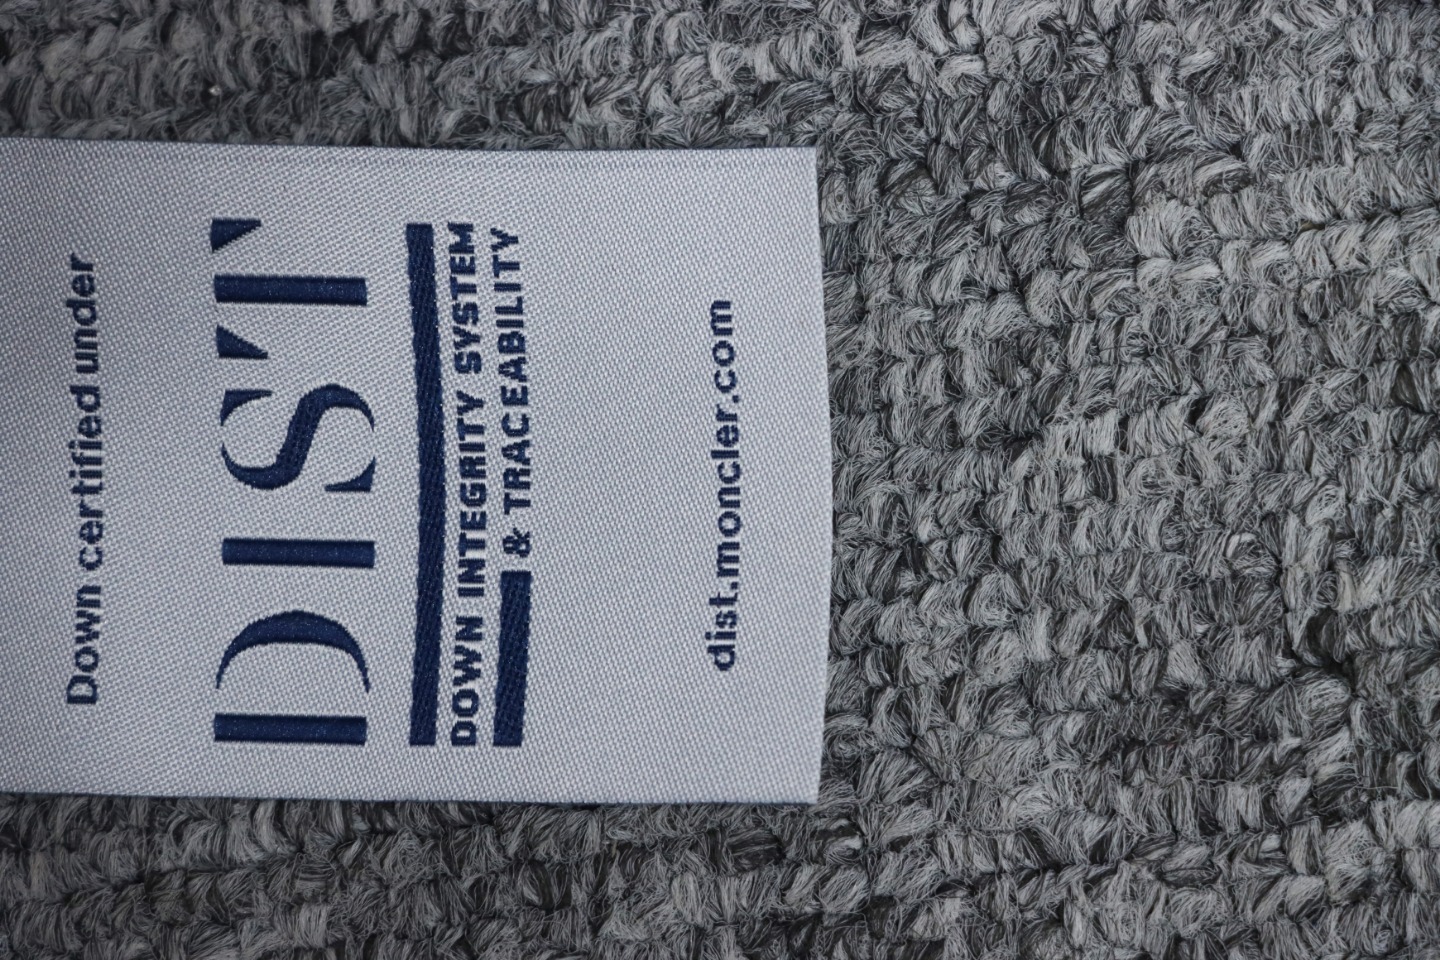 Down certified under
DIST
DOWN INTEGRITY SYSTEM
& TRACEABILITY
dist.moncler.com